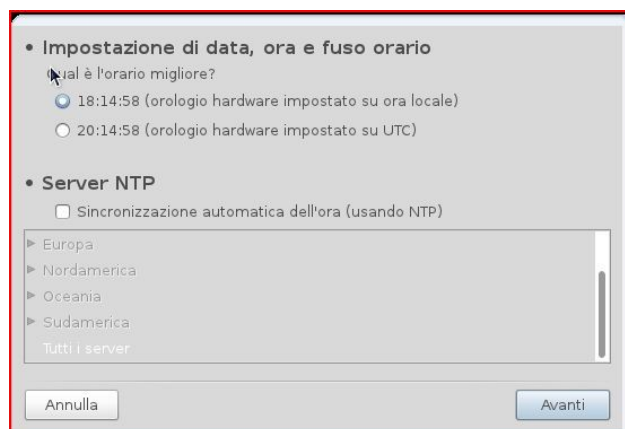 • Impostazione di data, ora e fuso orario
Qual è l'orario migliore?
18:14:58 (orologio hardware impostato su ora locale)
20:14:58 (orologio hardware impostato su UTC)
• Server NTP
Sincronizzazione automatica dell'ora (usando NTP)
Europa
Nordamerica
Oceania
Sudamerica
Tutti i server
Annulla
Avanti